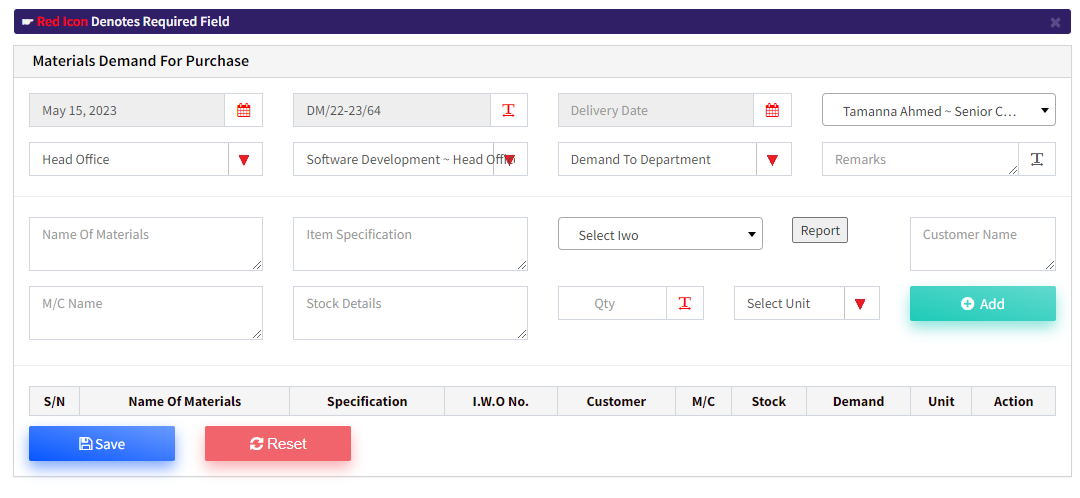 ☛ Red Icon Denotes Required Field ×
Materials Demand For Purchase
May 15, 2023 DM/22-23/64 Delivery Date Tamanna Ahmed ~ Senior C...
Head Office Software Development ~ Head Offi Demand To Department Remarks
Name Of Materials Item Specification Select Iwo Report Customer Name
M/C Name Stock Details Qty Select Unit Add
S/N Name Of Materials Specification I.W.O No. Customer M/C Stock Demand Unit Action
Save Reset